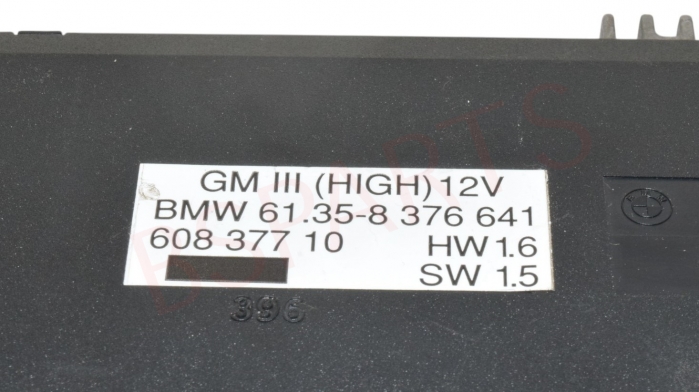 GM III (HIGH) 12V
BMW 61.35-8 376 641
608 377 10 HW 1.6
SW 1.5
396